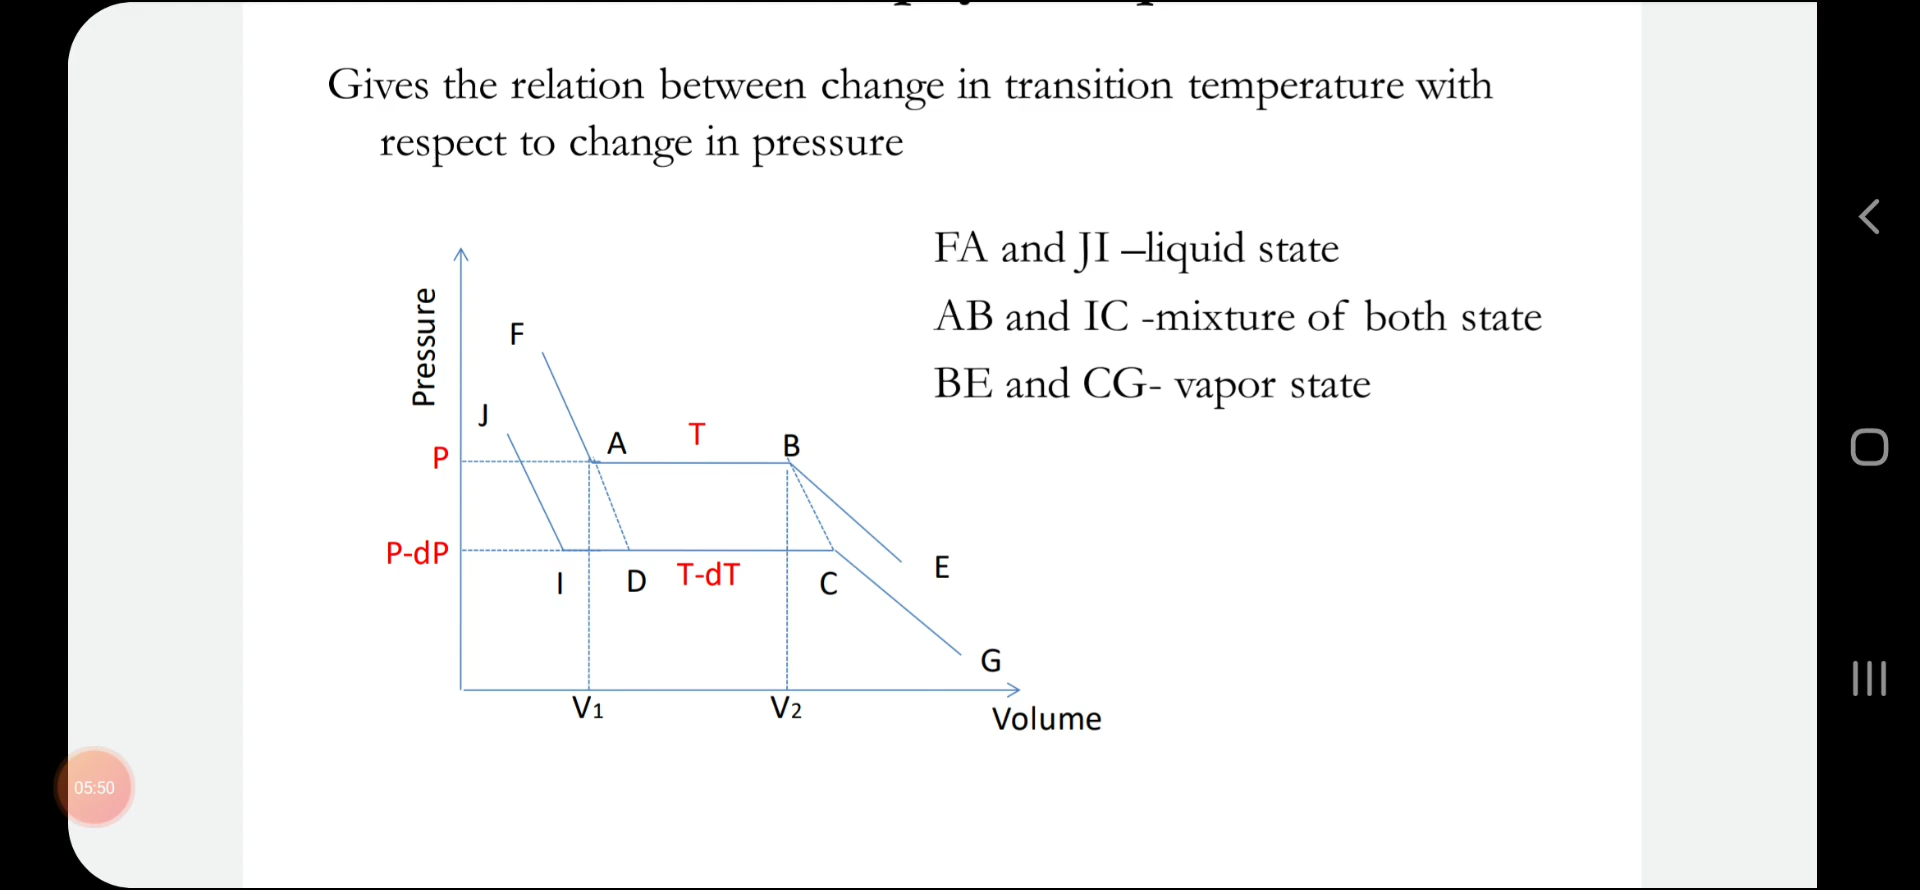 Gives the relation between change in transition temperature with
respect to change in pressure
FA and JI –liquid state
AB and IC -mixture of both state
BE and CG- vapor state
Pressure
F
J
A
T
B
P
P-dP
I
D
T-dT
C
E
G
V1
V2
Volume
05:50